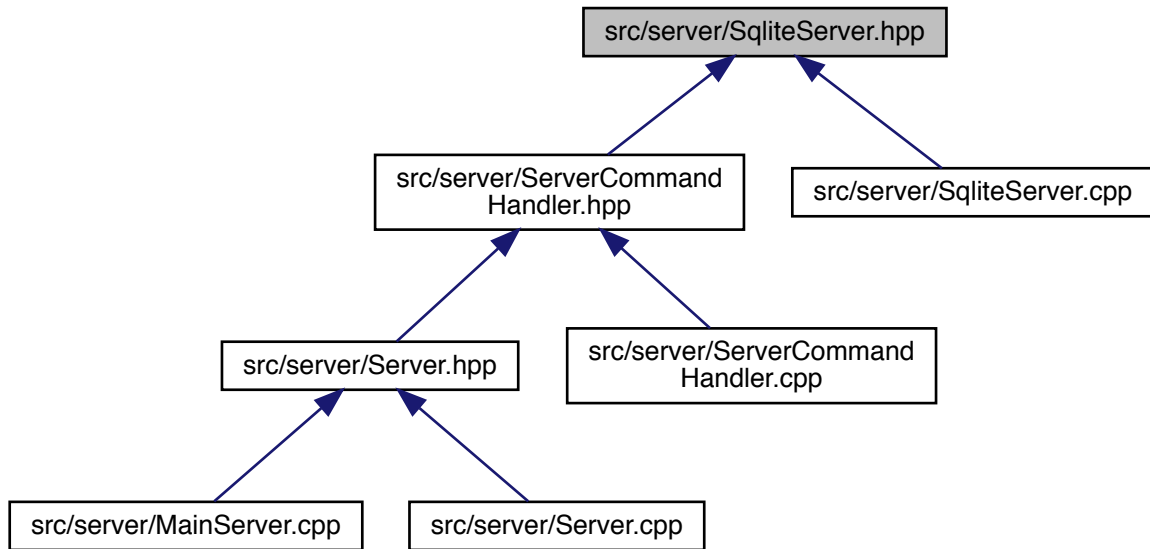 src/server/SqliteServer.hpp
src/server/ServerCommand
Handler.hpp
src/server/SqliteServer.cpp
src/server/Server.hpp
src/server/ServerCommand
Handler.cpp
src/server/MainServer.cpp
src/server/Server.cpp